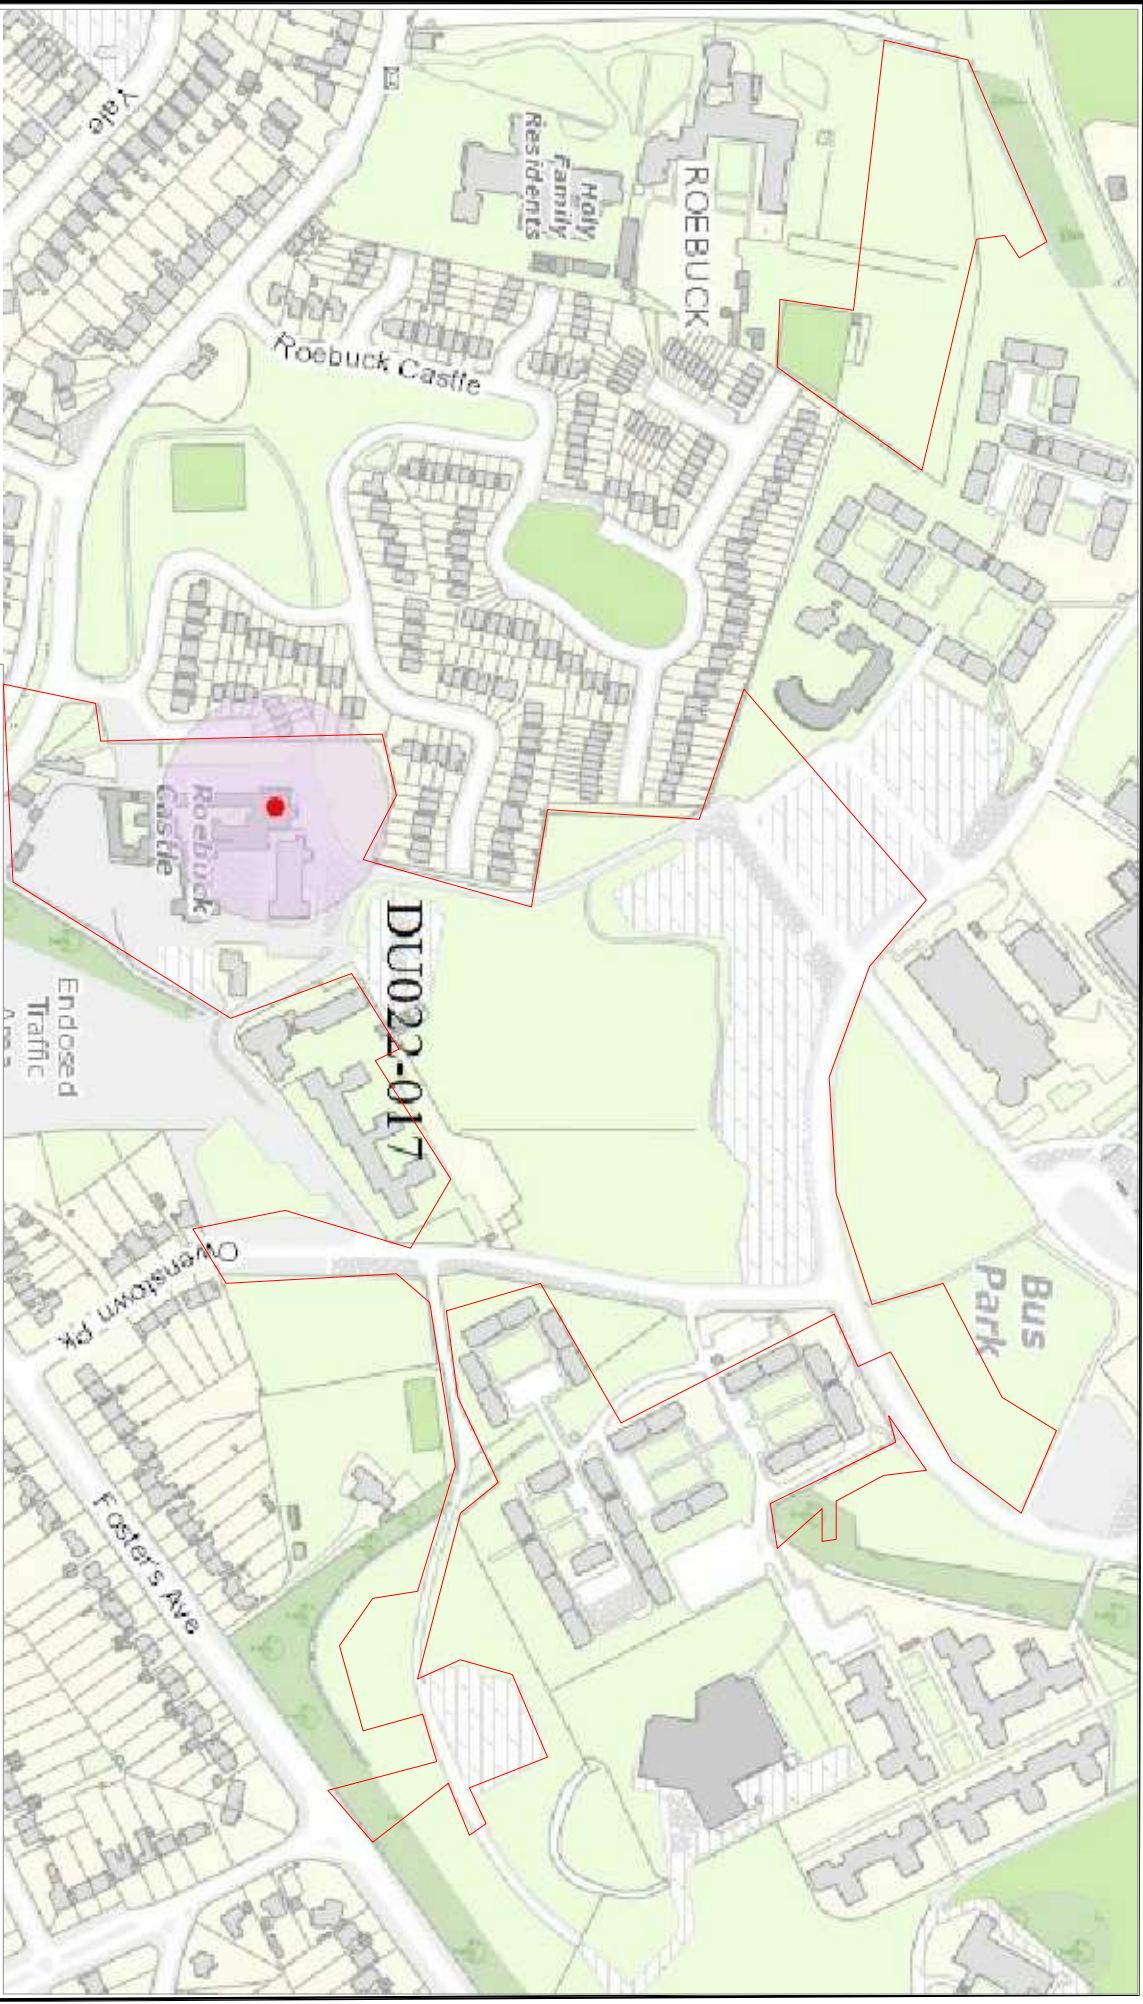 Yale
Holy
Family
Residents
ROEBUCK
Roebuck Castle
Roebuck
Castle
DU022-017
Enclosed
Traffic
Owenstown Pk
Bus
Park
Foster's Ave